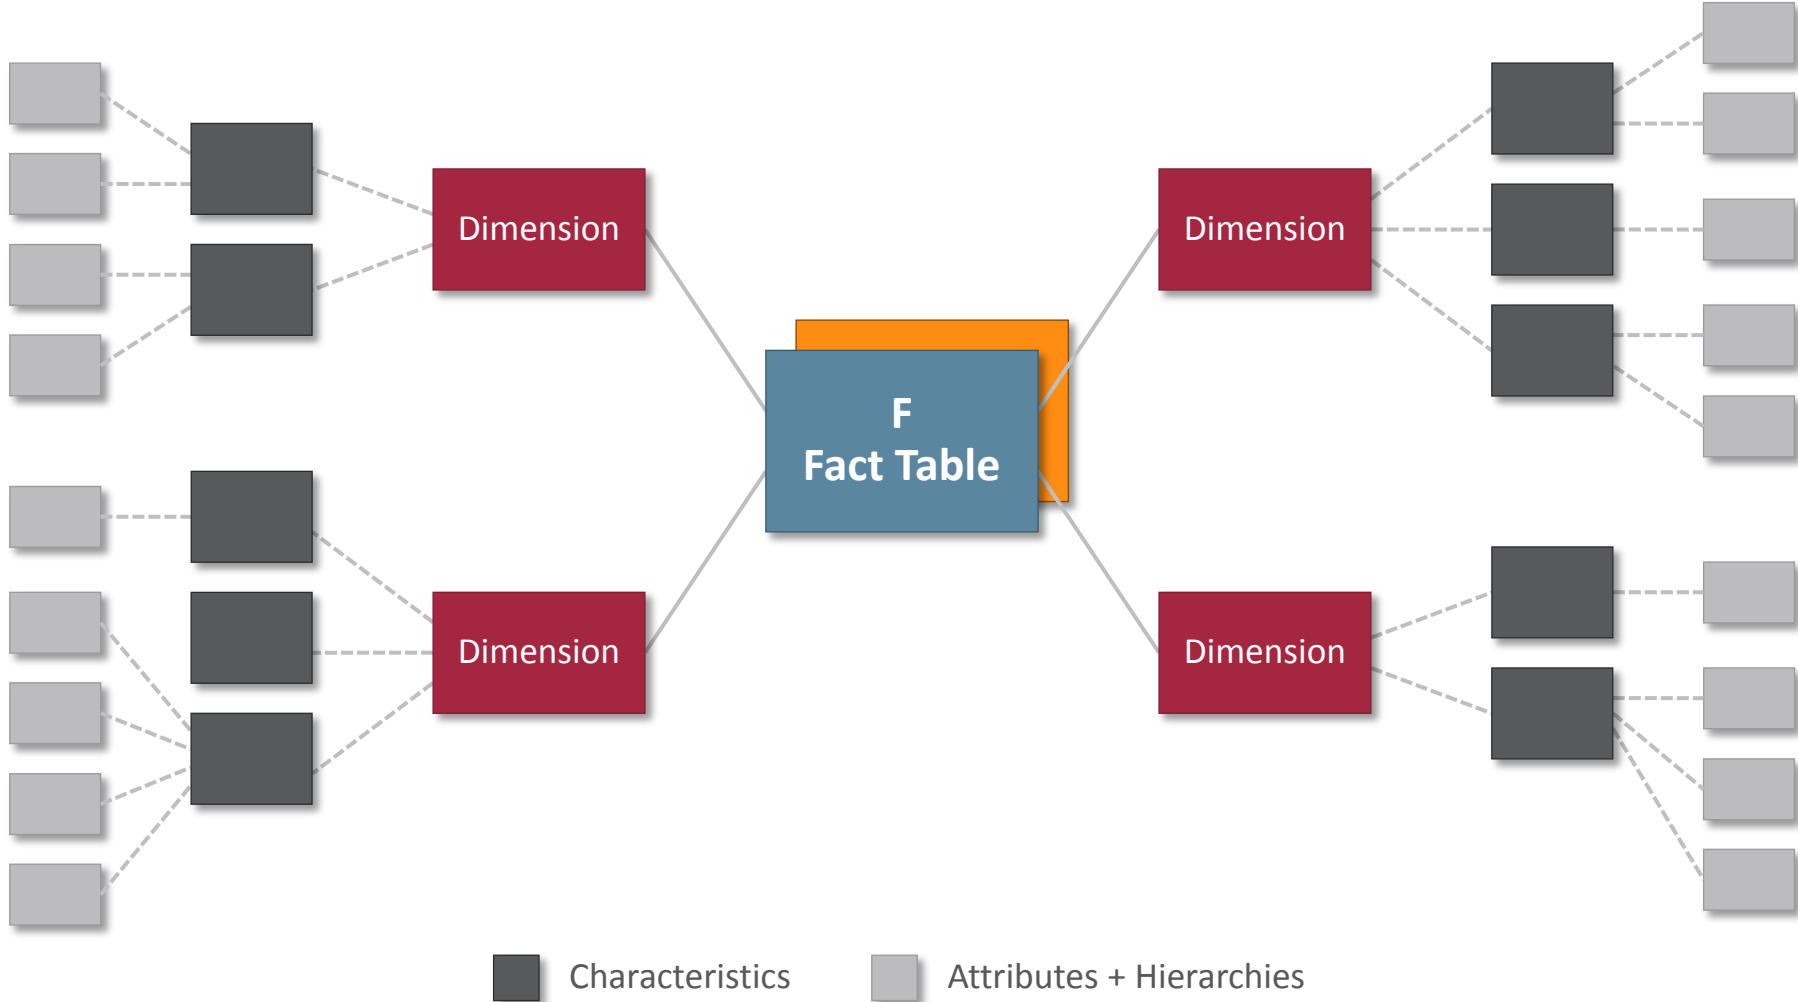 Dimension
Dimension
F
Fact Table
Dimension
Dimension
Characteristics
Attributes + Hierarchies